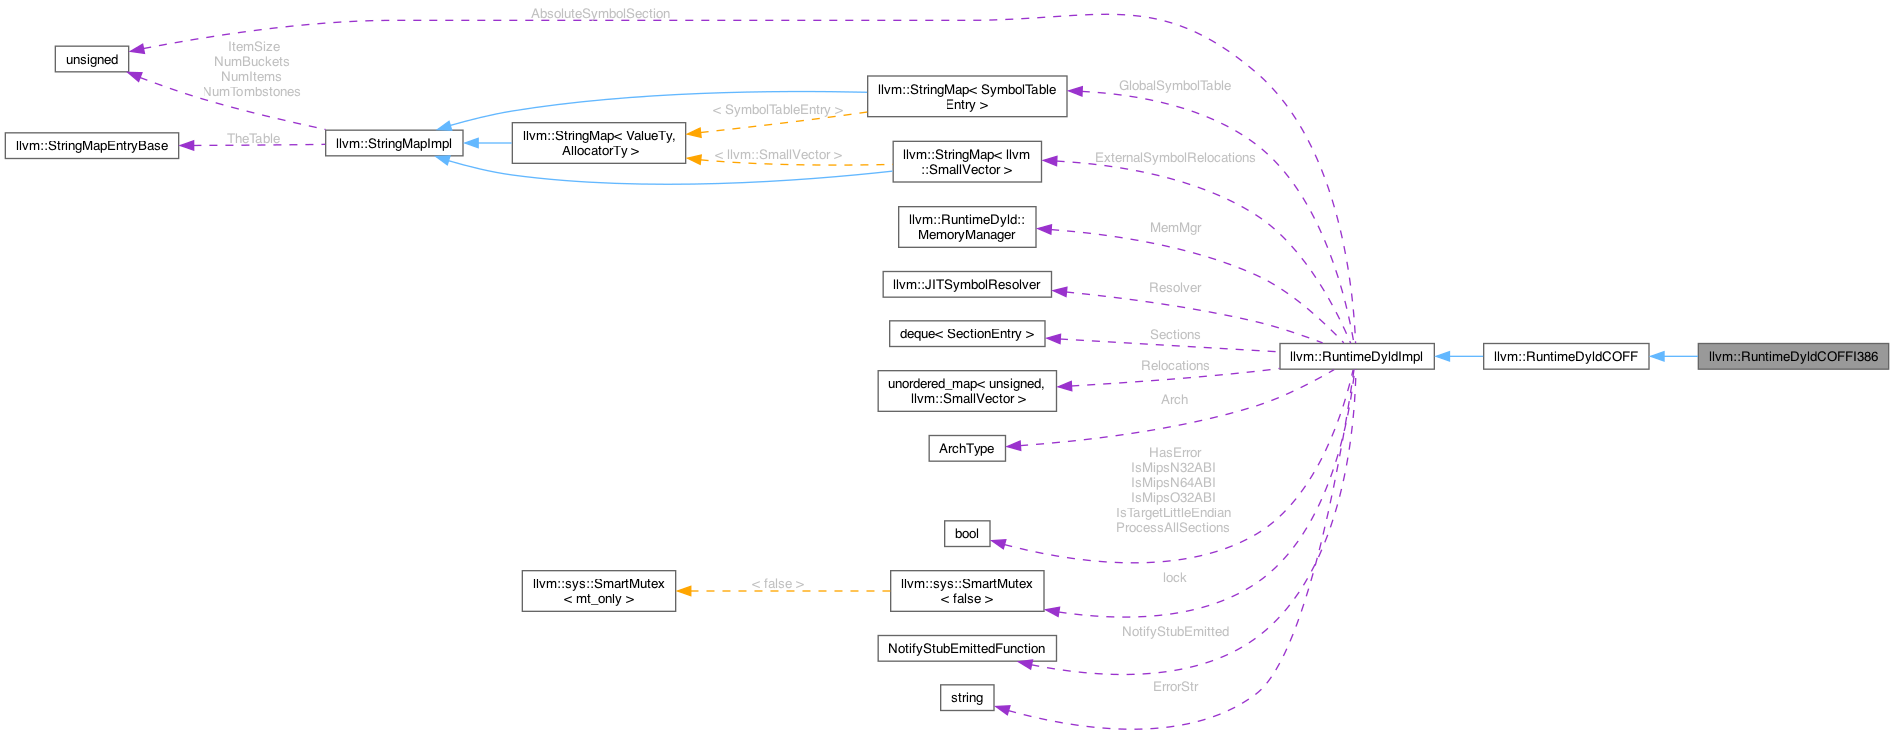 AbsoluteSymbolSection
unsigned
ItemSize
NumBuckets
NumItems
NumTombstones
llvm::StringMap< SymbolTable
Entry >
GlobalSymbolTable
< SymbolTableEntry >
llvm::StringMapEntryBase
TheTable
llvm::StringMapImpl
llvm::StringMap< ValueTy,
AllocatorTy >
< llvm::SmallVector >
llvm::StringMap< llvm
::SmallVector >
ExternalSymbolRelocations
llvm::RuntimeDyld::
MemoryManager
MemMgr
llvm::JITSymbolResolver
Resolver
deque< SectionEntry >
Sections
llvm::RuntimeDyldImpl
llvm::RuntimeDyldCOFF
llvm::RuntimeDyldCOFFI386
unordered_map< unsigned,
llvm::SmallVector >
Relocations
Arch
ArchType
HasError
IsMipsN32ABI
IsMipsN64ABI
IsMipsO32ABI
IsTargetLittleEndian
ProcessAllSections
bool
llvm::sys::SmartMutex
< mt_only >
< false >
llvm::sys::SmartMutex
< false >
lock
NotifyStubEmittedFunction
NotifyStubEmitted
string
ErrorStr